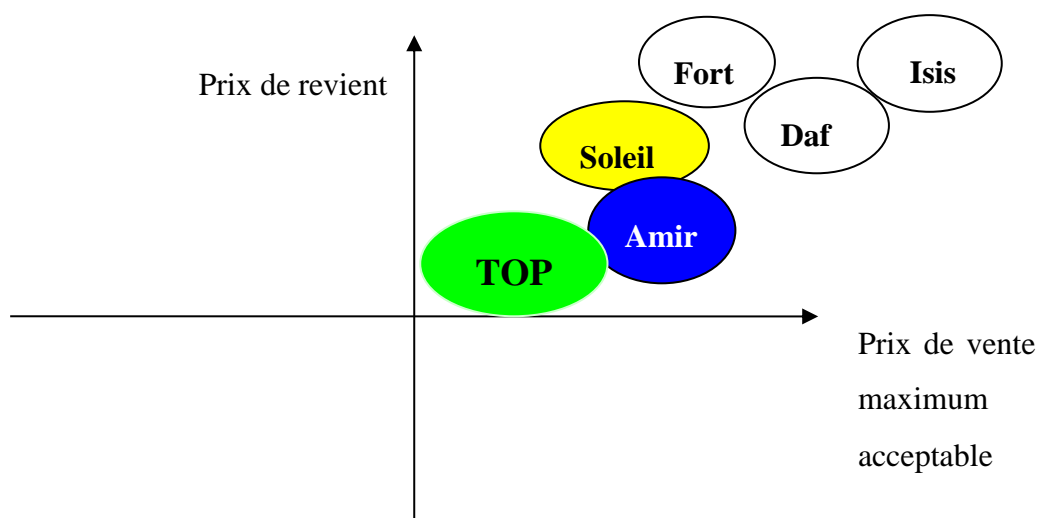 Fort
Isis
Prix de revient
Daf
Soleil
Amir
TOP
Prix de vente
maximum
acceptable